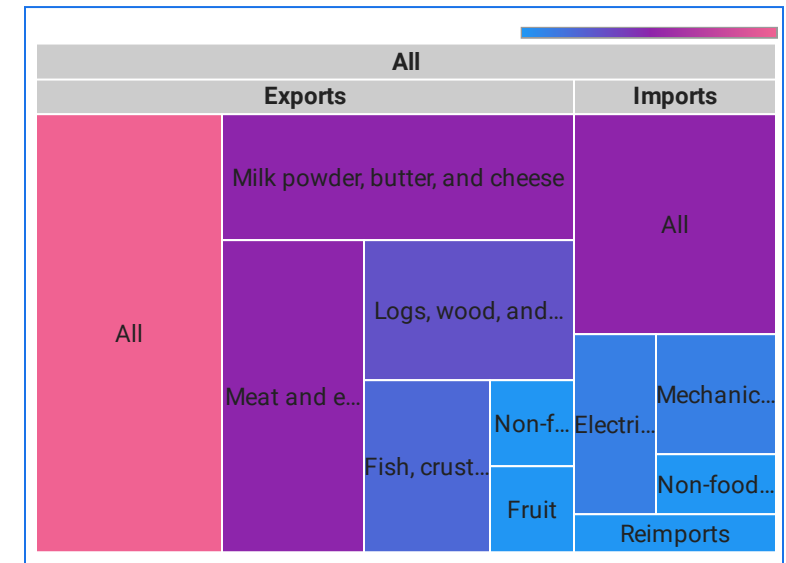 All
Exports
Imports
Milk powder, butter, and cheese
All
All
Logs, wood, and...
Meat and e...
Mechanic...
Non-f...
Electri...
Fish, crust...
Non-food...
Fruit
Reimports